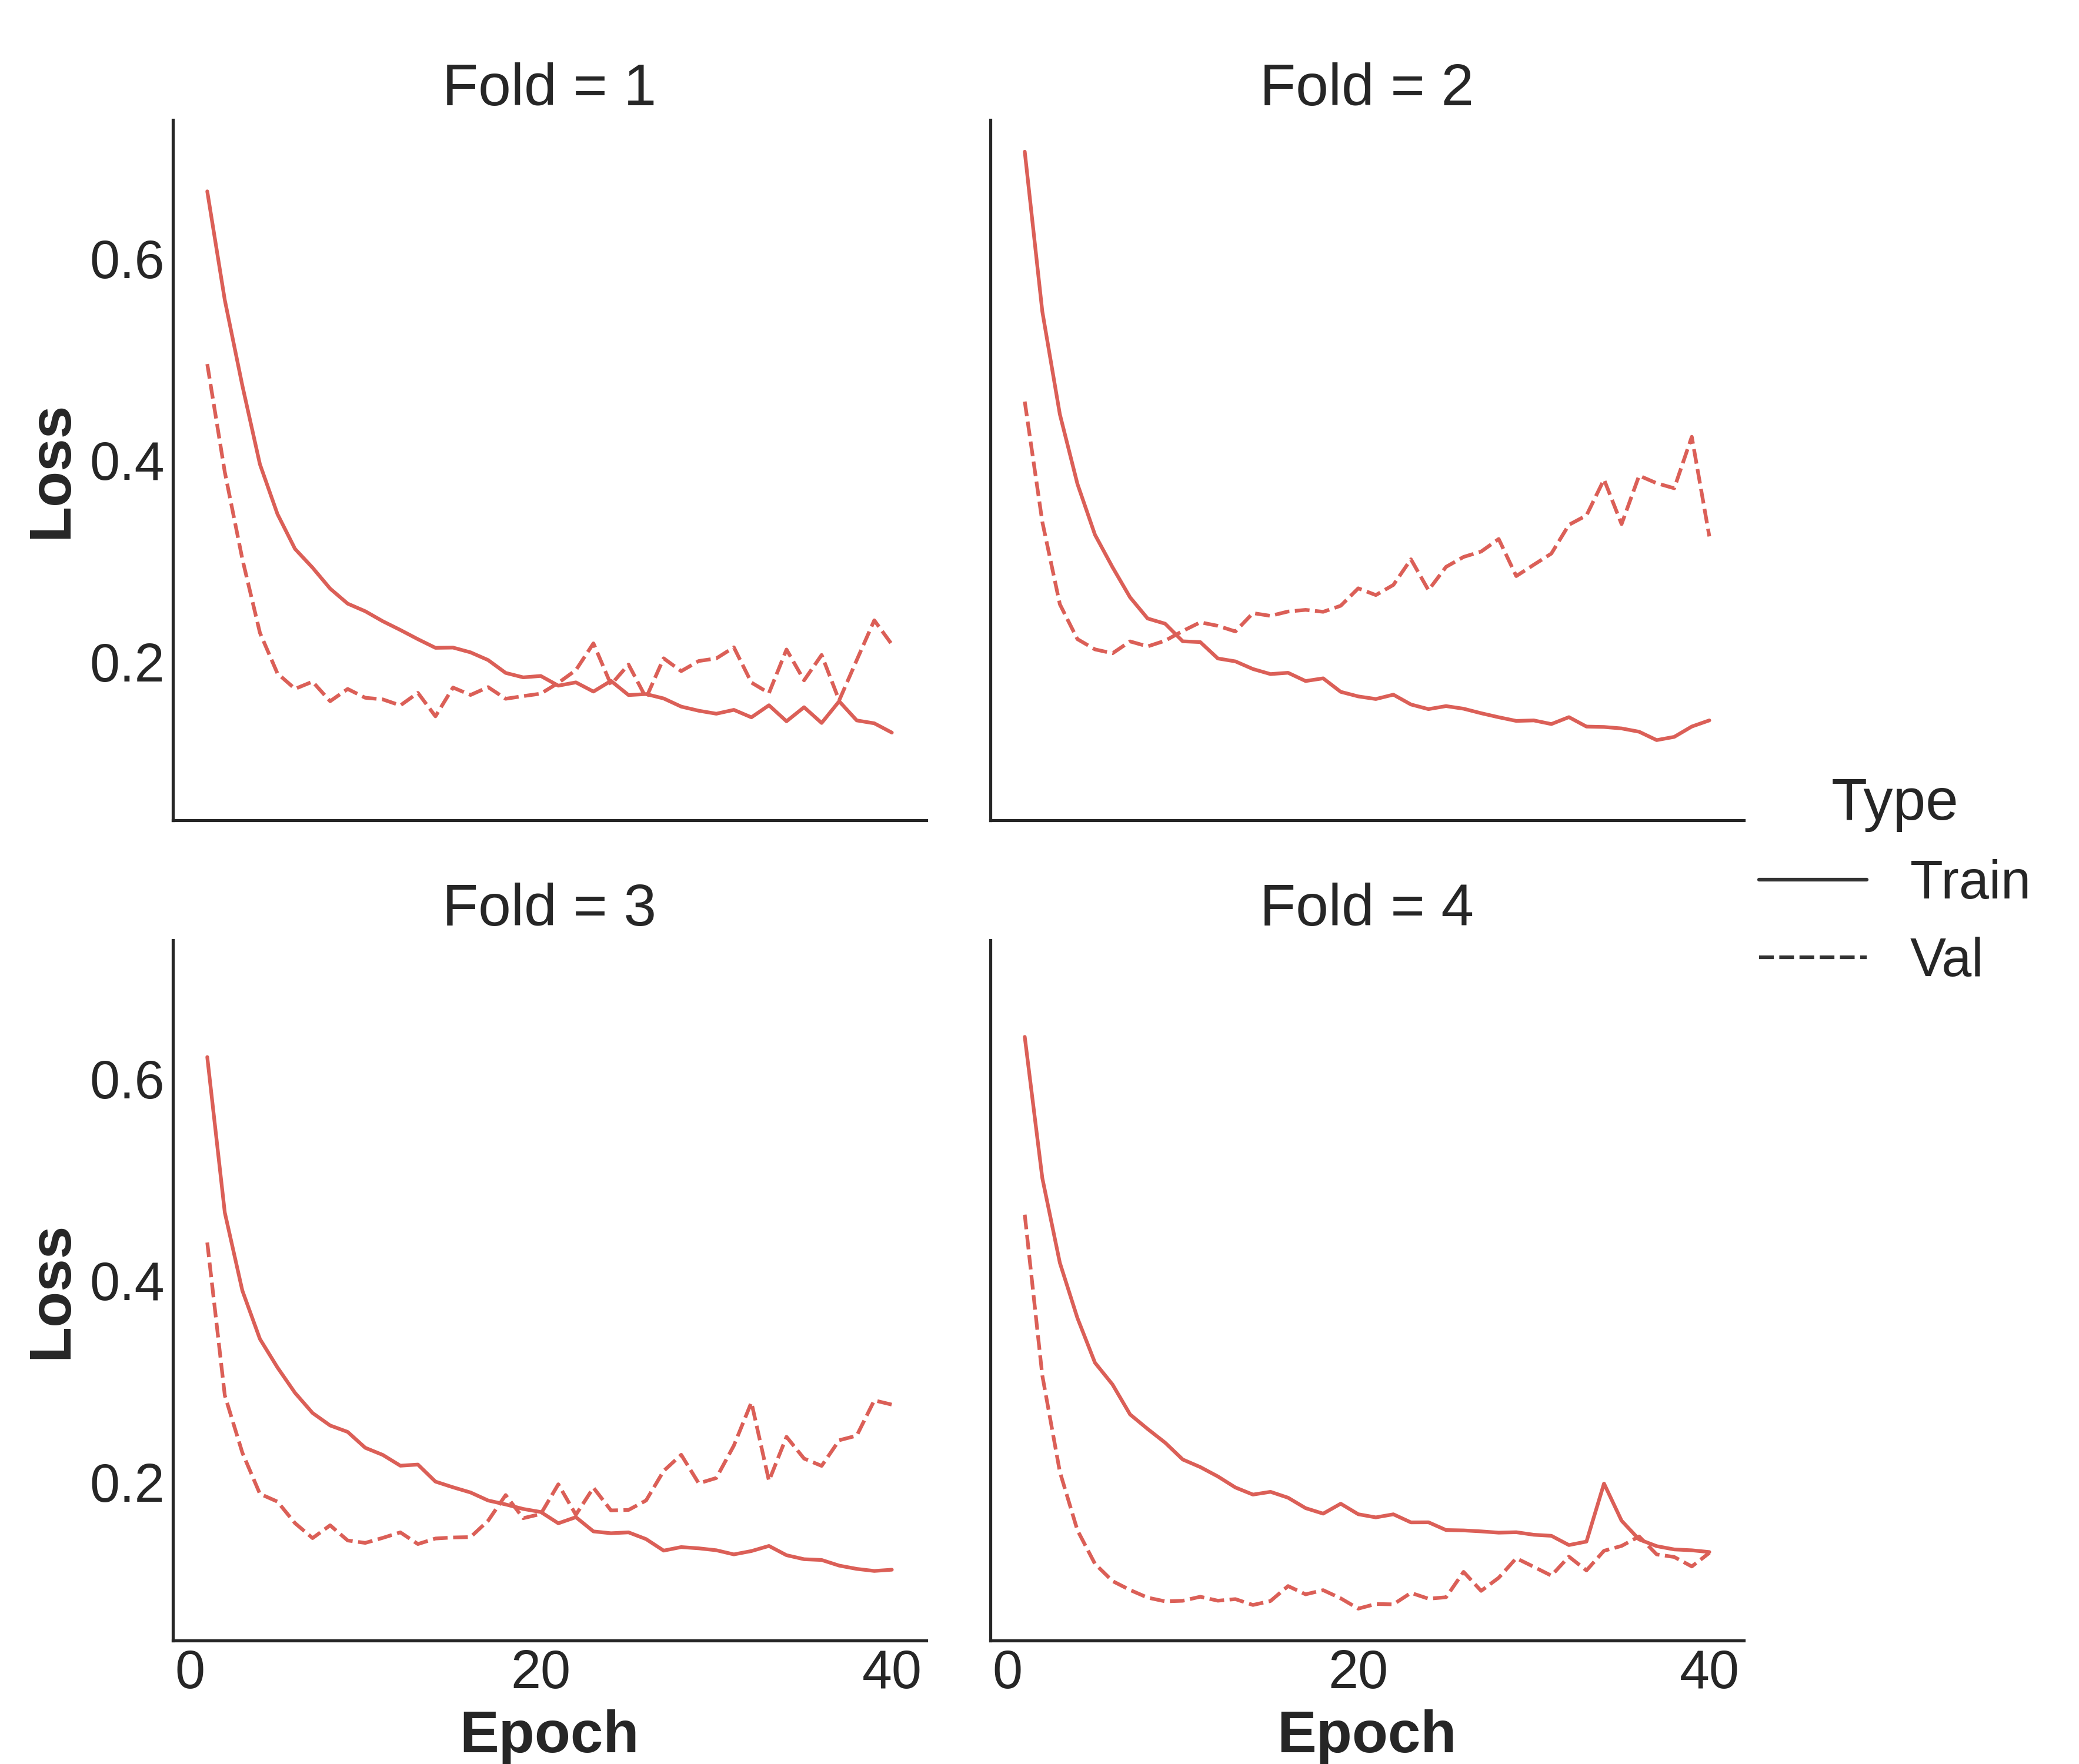 Fold = 1
Fold = 2
0.6
0.4
0.2
Loss
Type
Train
Val
Fold = 3
Fold = 4
0.6
0.4
0.2
Loss
0
20
40
0
20
40
Epoch
Epoch